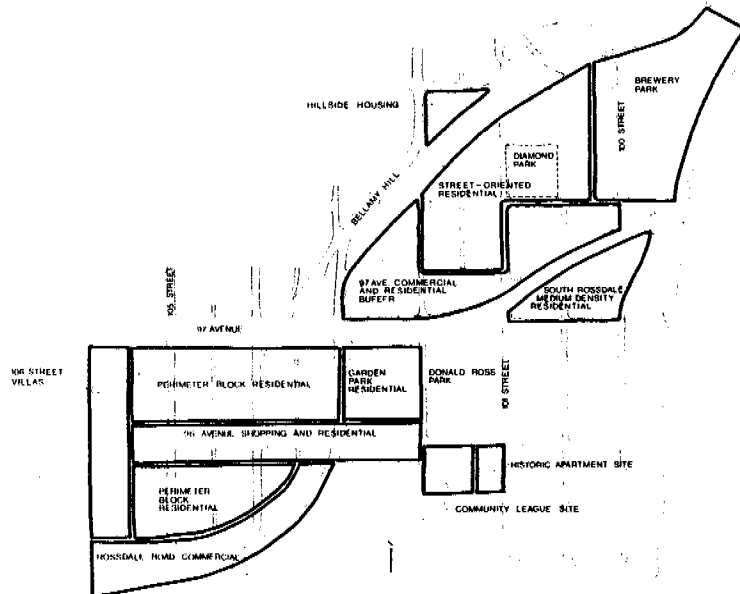 BREWERY
PARK
100 STREET
HILLSIDE HOUSING
DIAMOND
PARK
STREET-ORIENTED
RESIDENTIAL
BELLAMY HILL
97 AVE. COMMERCIAL
AND RESIDENTIAL
BUFFER
SOUTH ROSSDALE
MEDIUM DENSITY
RESIDENTIAL
105 STREET
97 AVENUE
106 STREET
VILLAS
PERIMETER BLOCK RESIDENTIAL
GARDEN
PARK
RESIDENTIAL
DONALD ROSS
PARK
101 STREET
96 AVENUE SHOPPING AND RESIDENTIAL
HISTORIC APARTMENT SITE
PERIMETER
BLOCK
RESIDENTIAL
COMMUNITY LEAGUE SITE
ROSSDALE ROAD COMMERCIAL